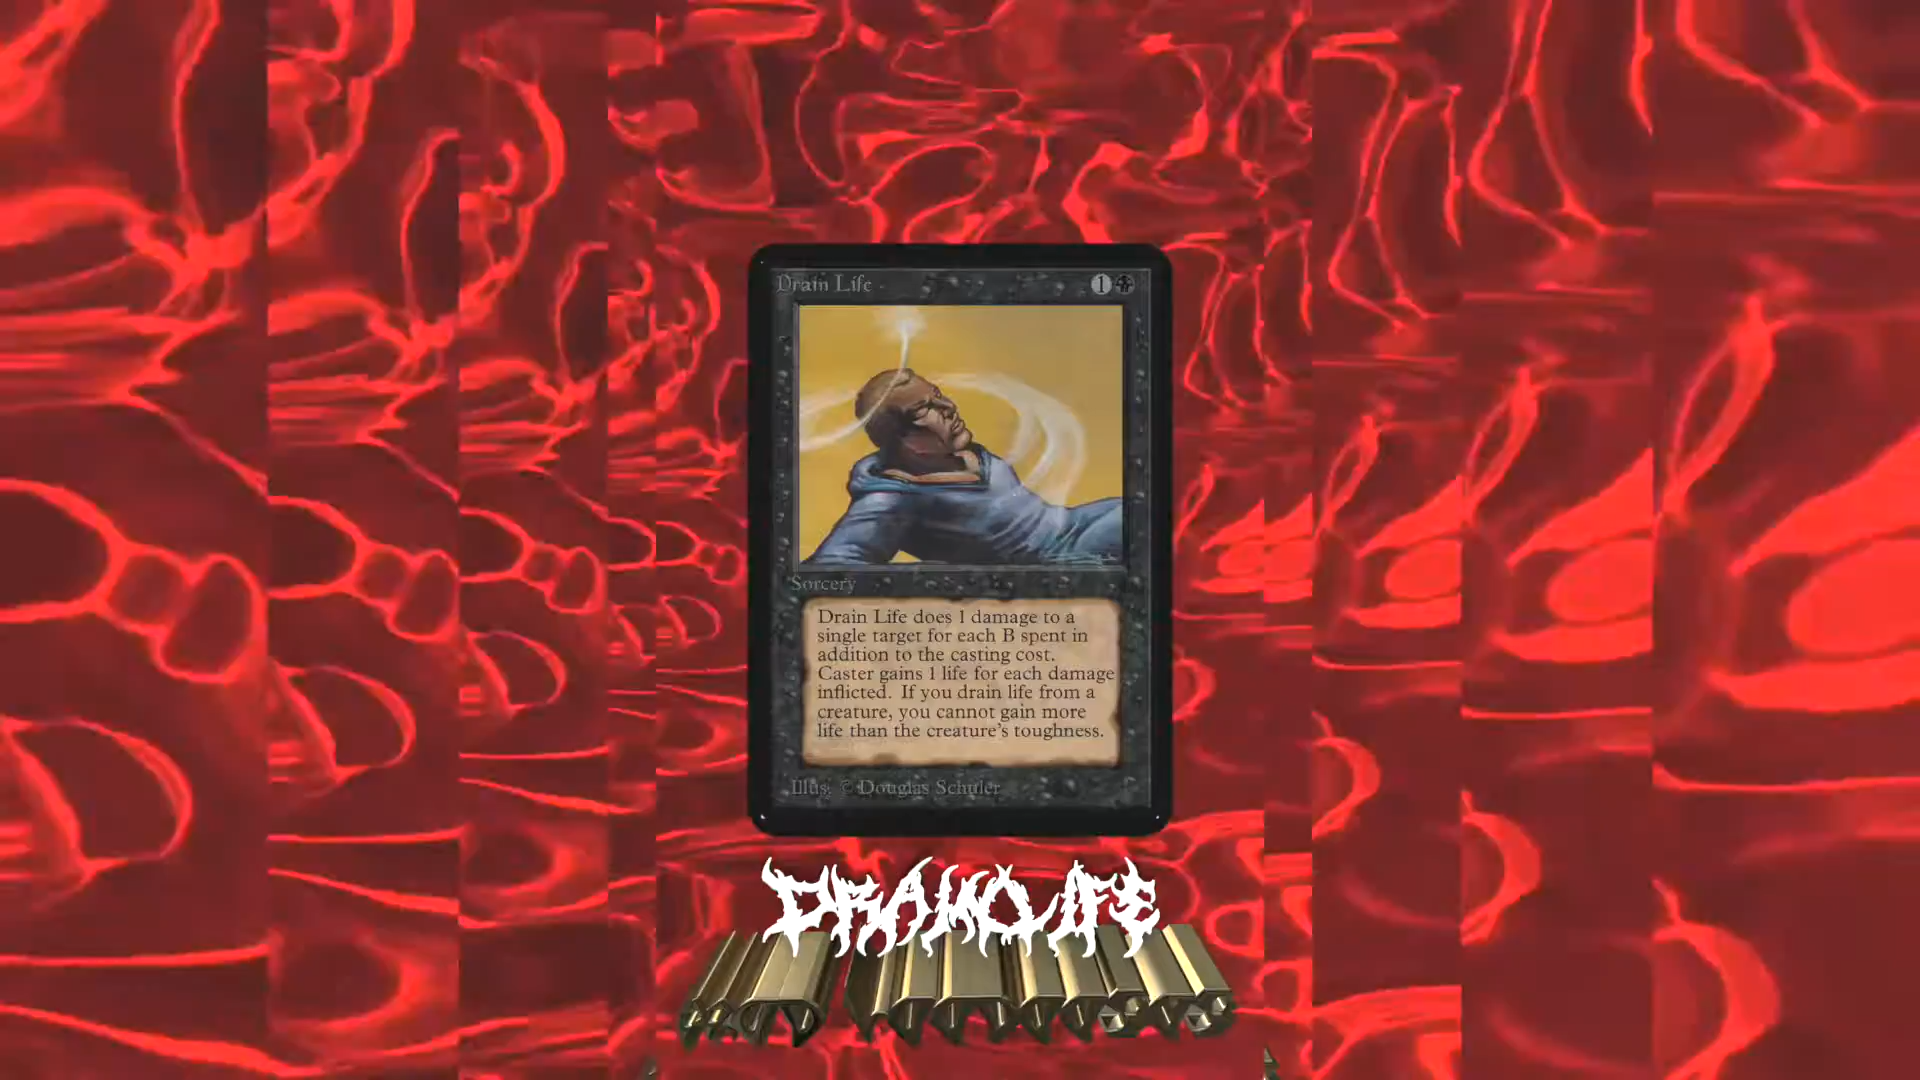 Drain Life
1
Sorcery
Drain Life does 1 damage to a
single target for each B spent in
addition to the casting cost.
Caster gains 1 life for each damage
inflicted. If you drain life from a
creature, you cannot gain more
life than the creature's toughness.
Illus. © Douglas Schuler
DRAIN LIFE